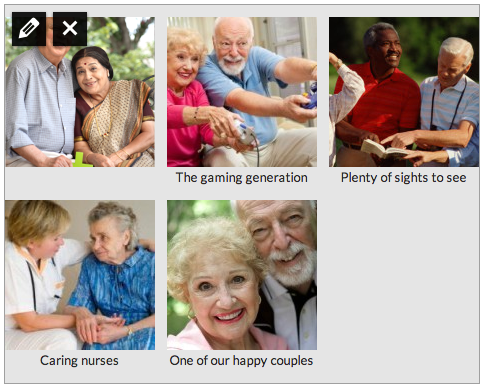 The gaming generation
Plenty of sights to see
Caring nurses
One of our happy couples